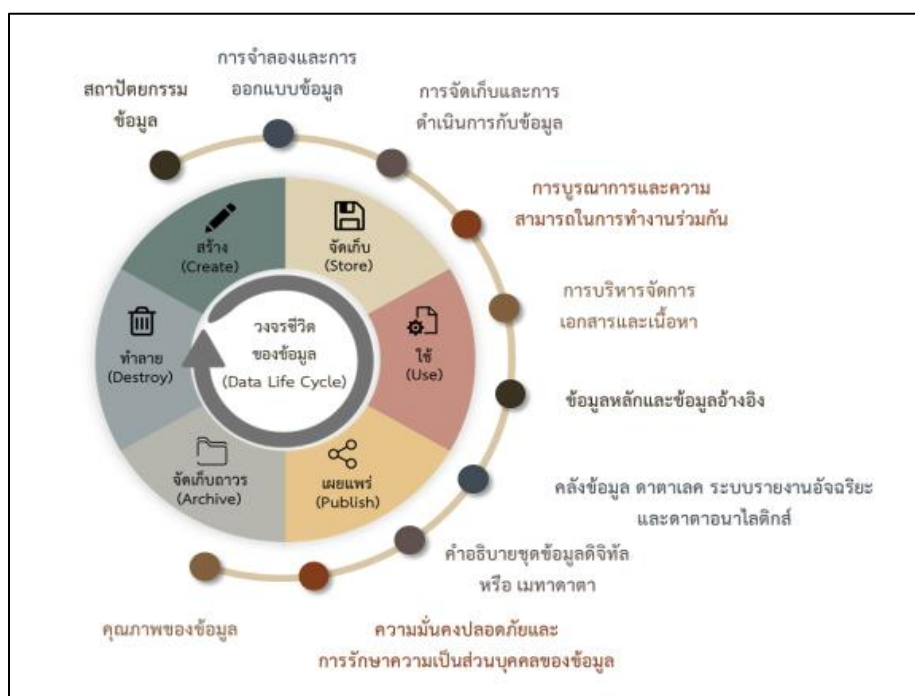 การจำลองและการ
ออกแบบข้อมูล
สถาปัตยกรรม
ข้อมูล
การจัดเก็บและการ
ดำเนินการกับข้อมูล
การบูรณาการและความ
สามารถในการทำงานร่วมกัน
การบริหารจัดการ
เอกสารและเนื้อหา
ข้อมูลหลักและข้อมูลอ้างอิง
คลังข้อมูล ดาตาเลค ระบบรายงานอัจฉริยะ
และดาตาอนาไลติกส์
คำอธิบายชุดข้อมูลดิจิทัล
หรือ เมทาดาตา
ความมั่นคงปลอดภัยและ
การรักษาความเป็นส่วนบุคคลของข้อมูล
คุณภาพของข้อมูล
สร้าง
(Create)
จัดเก็บ
(Store)
ใช้
(Use)
เผยแพร่
(Publish)
จัดเก็บถาวร
(Archive)
ทำลาย
(Destroy)
วงจรชีวิต
ของข้อมูล
(Data Life Cycle)